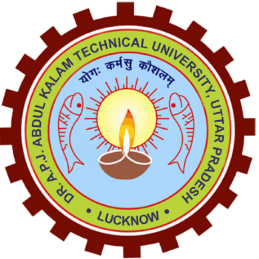 DR. A.P.J. ABDUL KALAM TECHNICAL UNIVERSITY, UTTAR PRADESH
योगः कर्मसु कौशलम्
• LUCKNOW •